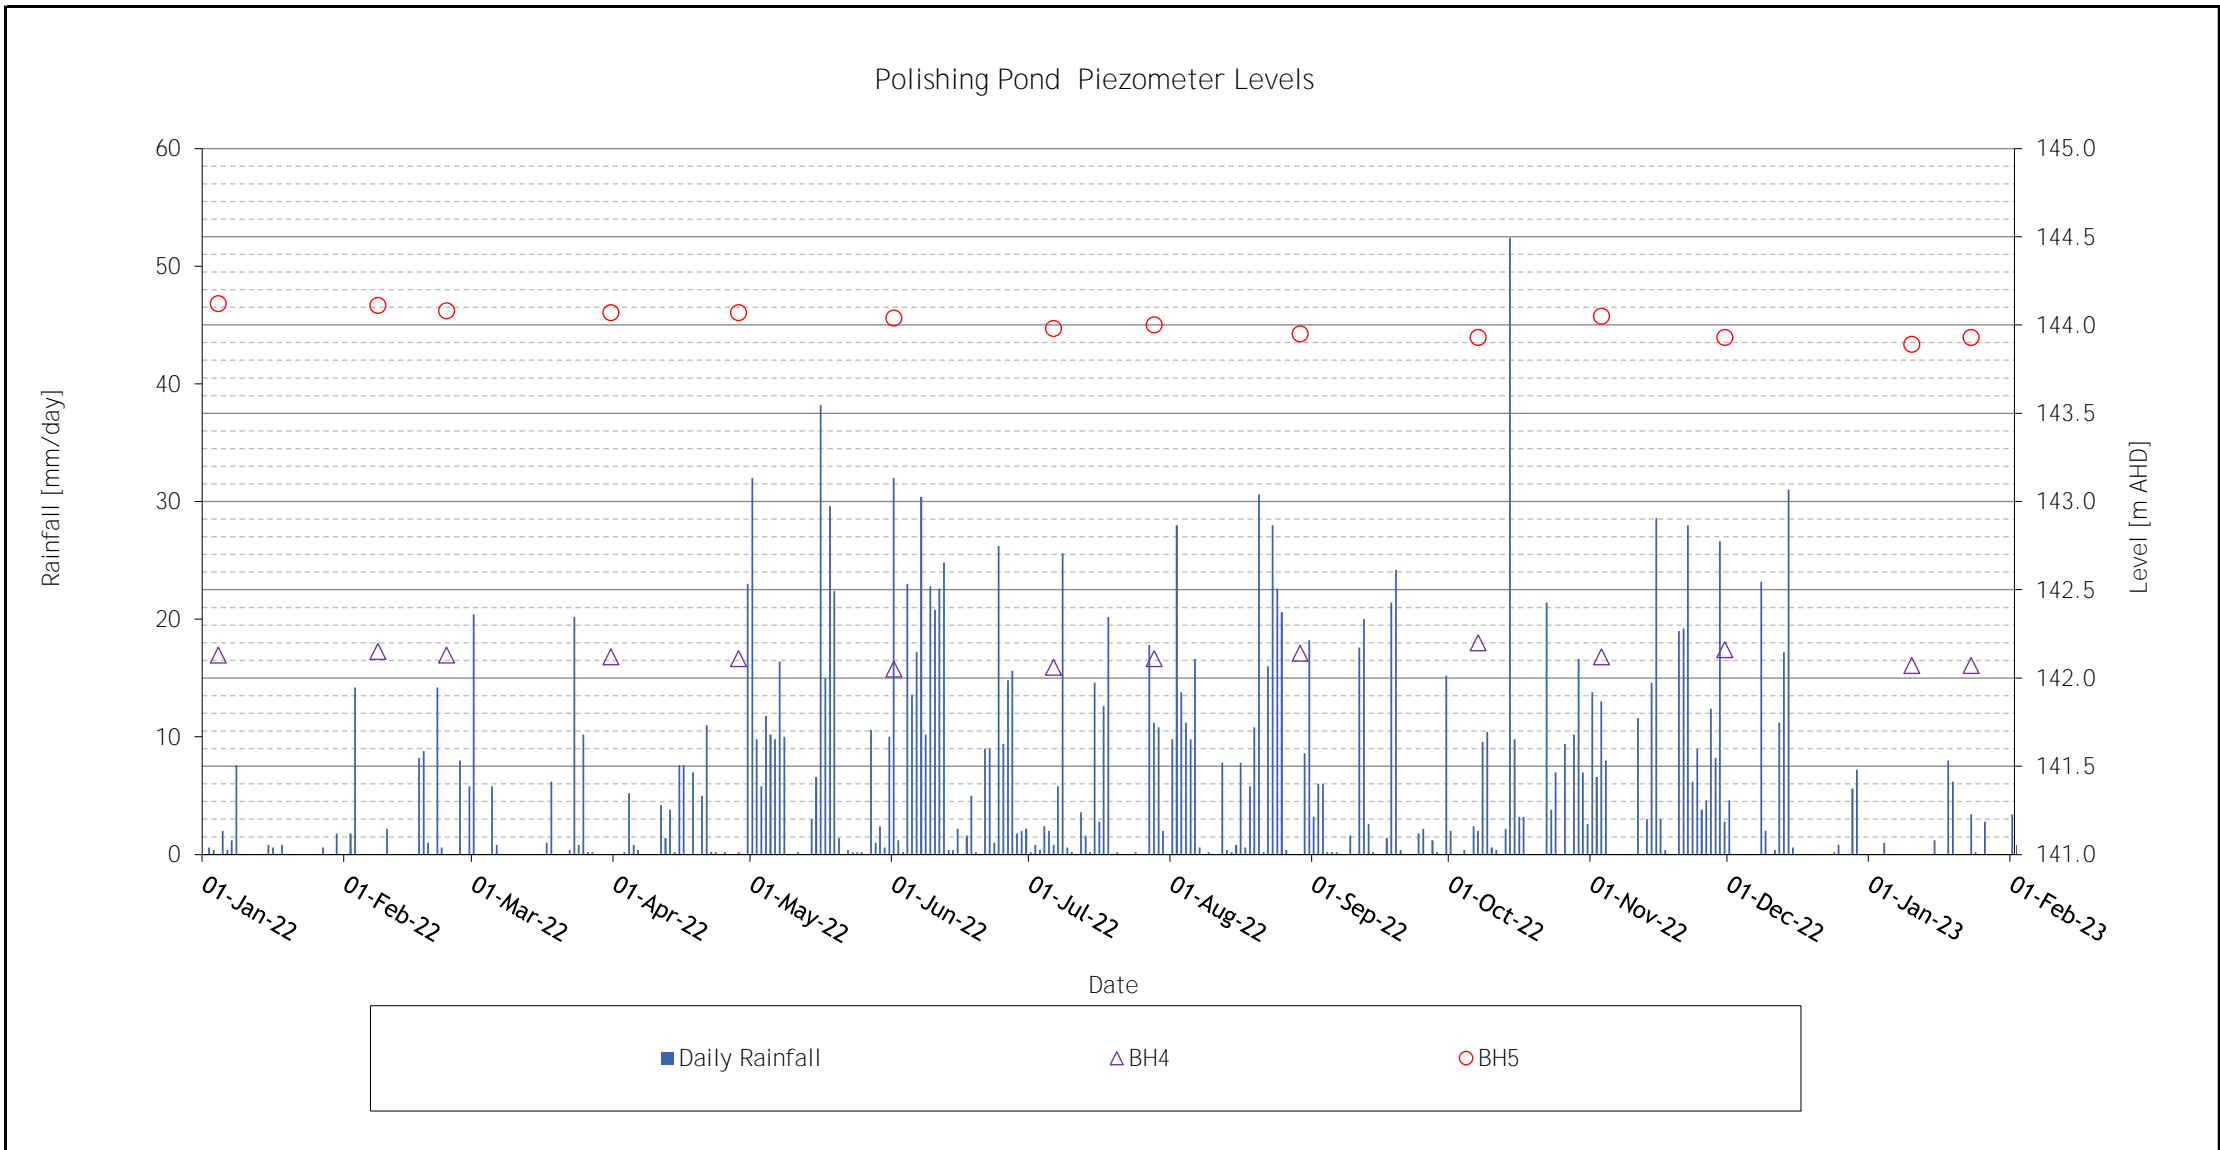 Polishing Pond  Piezometer Levels
60
50
40
30
20
10
0
Rainfall [mm/day]
145.0
144.5
144.0
143.5
143.0
142.5
142.0
141.5
141.0
Level [m AHD]
01-Jan-22
01-Feb-22
01-Mar-22
01-Apr-22
01-May-22
01-Jun-22
01-Jul-22
01-Aug-22
01-Sep-22
01-Oct-22
01-Nov-22
01-Dec-22
01-Jan-23
01-Feb-23
Date
Daily Rainfall
BH4
BH5